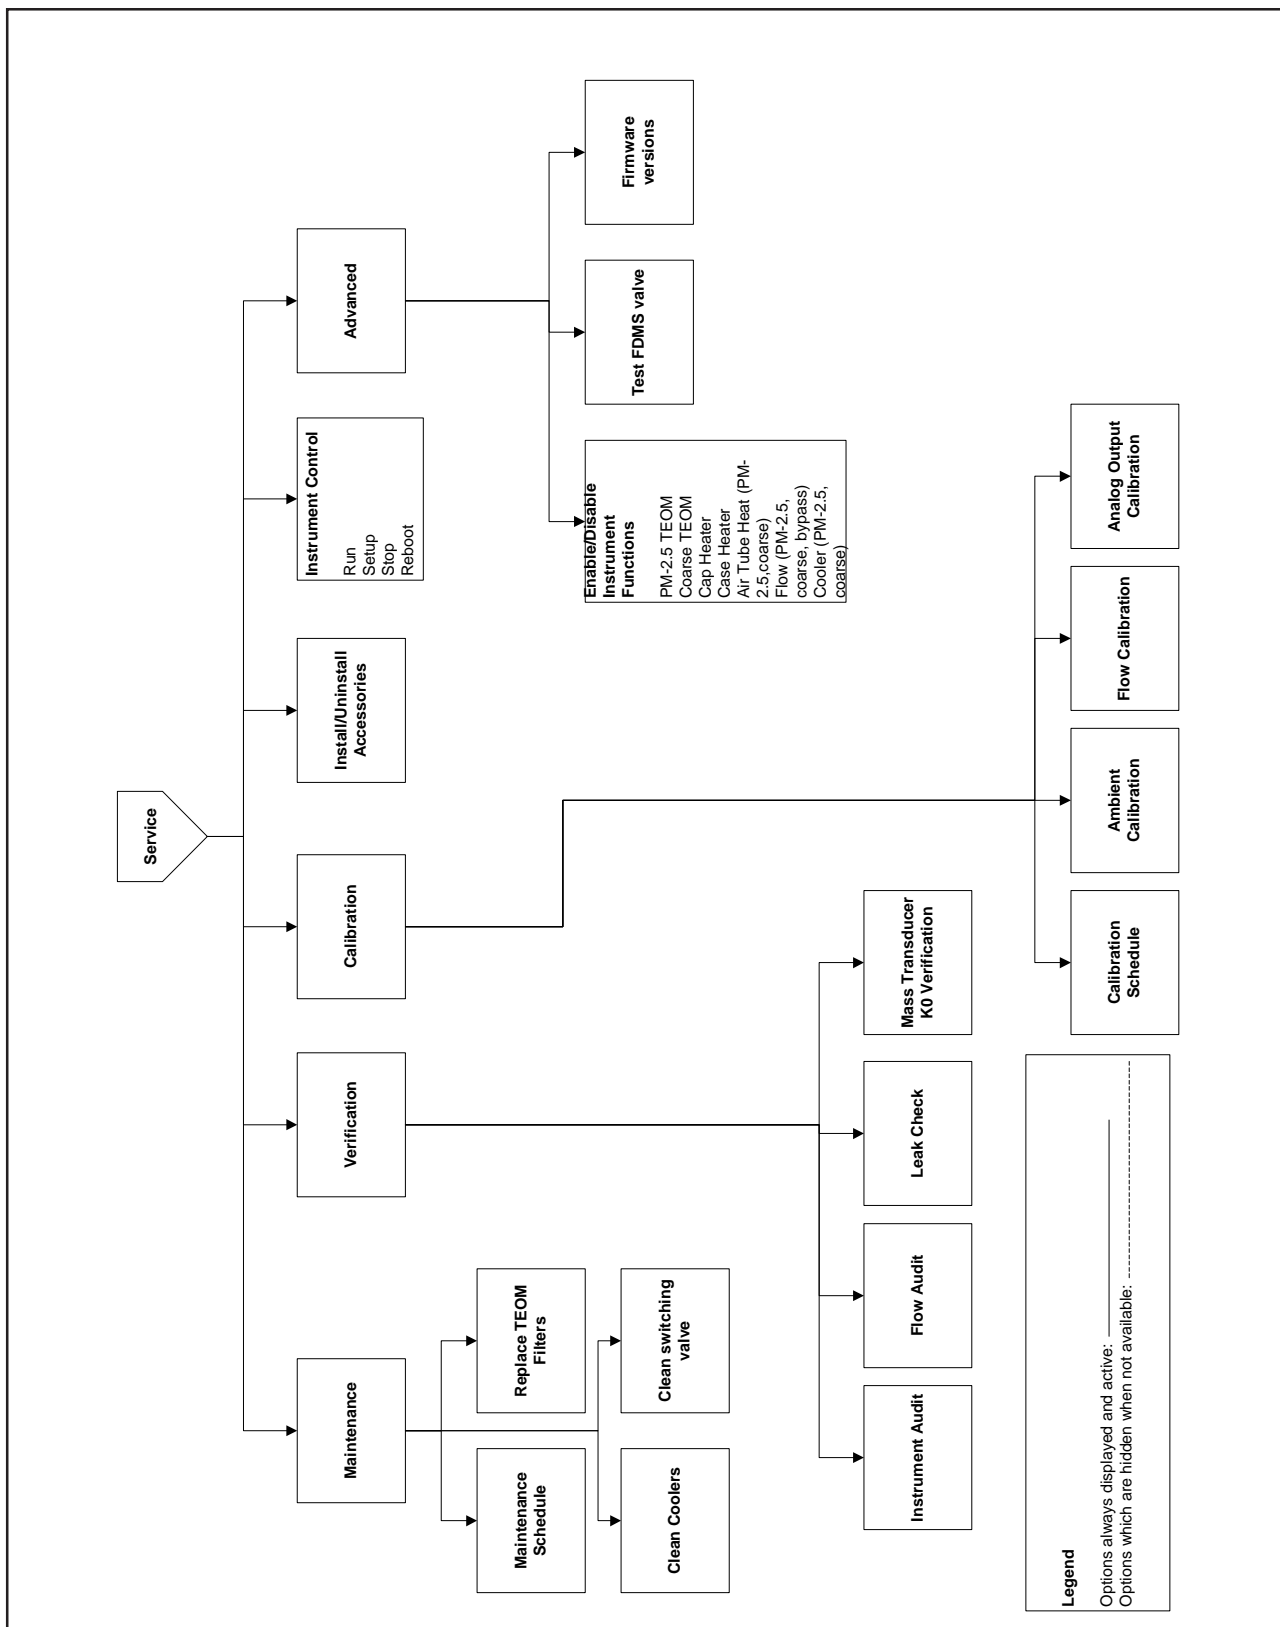 Service
Maintenance
Verification
Calibration
Install/Uninstall
Accessories
Instrument Control
Run
Setup
Stop
Reboot
Advanced
Maintenance
Schedule
Replace TEOM
Filters
Clean Coolers
Clean switching
valve
Enable/Disable
Instrument
Functions
PM-2.5 TEOM
Coarse TEOM
Cap Heater
Case Heater
Air Tube Heat (PM-
2.5,coarse)
Flow (PM-2.5,
coarse, bypass)
Cooler (PM-2.5,
coarse)
Test FDMS valve
Firmware
versions
Instrument Audit
Flow Audit
Leak Check
Mass Transducer
K0 Verification
Calibration
Schedule
Ambient
Calibration
Flow Calibration
Analog Output
Calibration
Legend
Options always displayed and active:
Options which are hidden when not available: